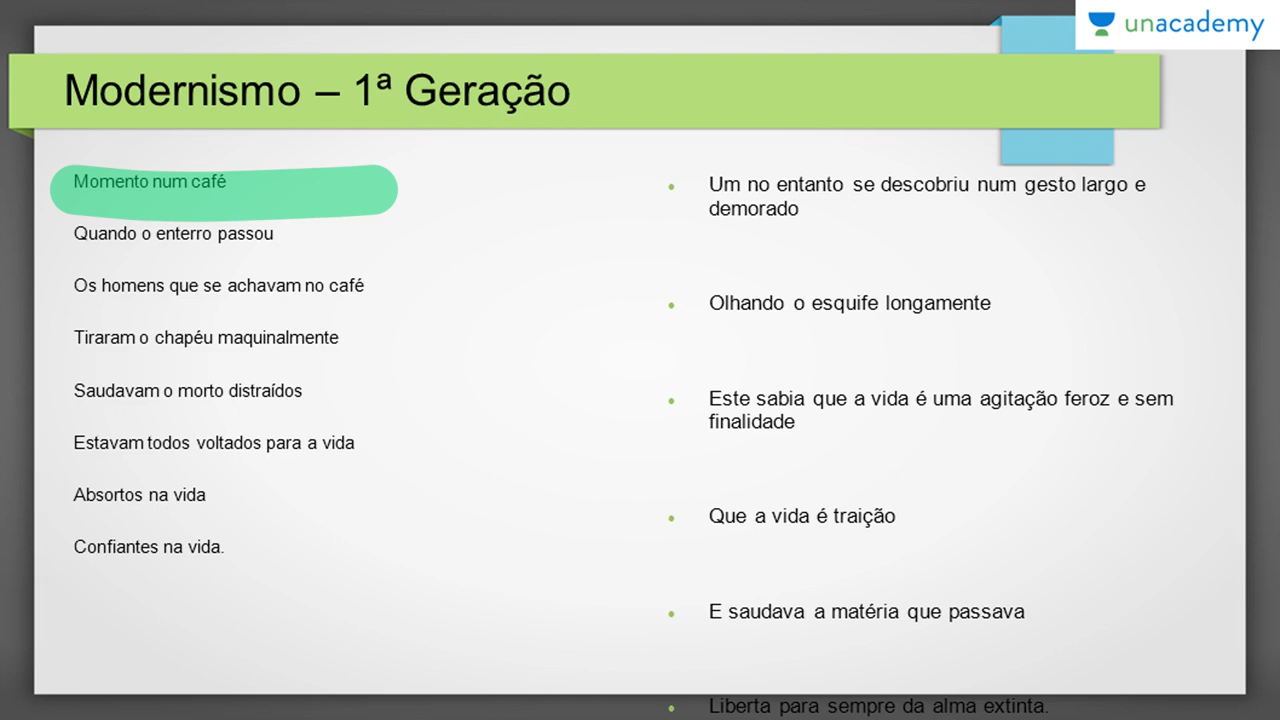 unacademy
Modernismo – 1ª Geração
Momento num café
Quando o enterro passou
Os homens que se achavam no café
Tiraram o chapéu maquinalmente
Saudavam o morto distraídos
Estavam todos voltados para a vida
Absortos na vida
Confiantes na vida.
Um no entanto se descobriu num gesto largo e
demorado
Olhando o esquife longamente
Este sabia que a vida é uma agitação feroz e sem
finalidade
Que a vida é traição
E saudava a matéria que passava
Liberta para sempre da alma extinta.